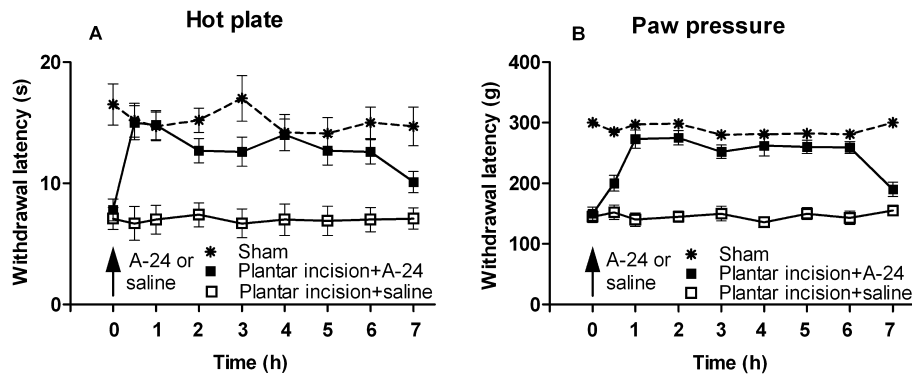 Hot plate
A
Withdrawal latency (s)
20
10
0
A-24 or
saline
Sham
Plantar incision+A-24
Plantar incision+saline
0 1 2 3 4 5 6 7
Time (h)
Paw pressure
B
Withdrawal latency (g)
400
300
200
100
0
A-24 or
saline
Sham
Plantar incision+A-24
Plantar incision+saline
0 1 2 3 4 5 6 7
Time (h)